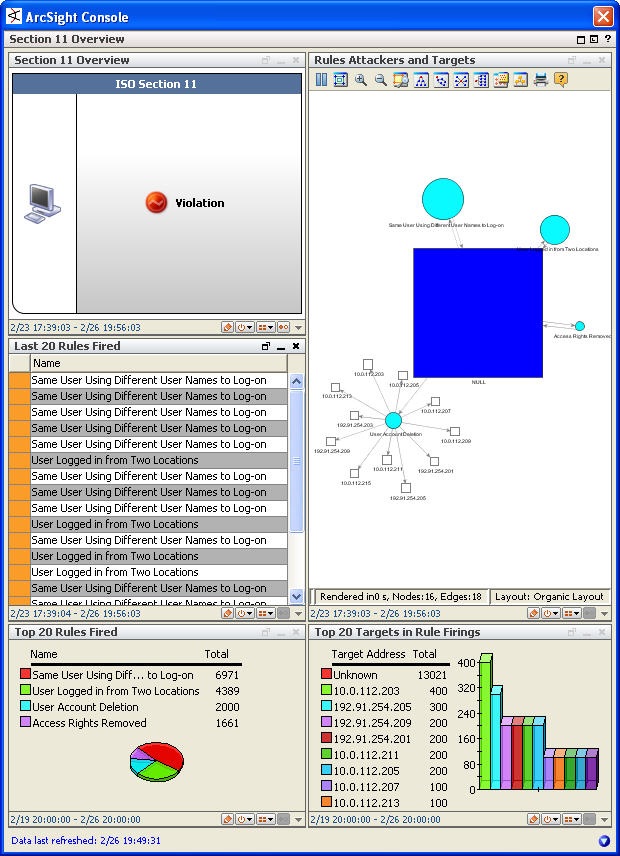 ArcSight Console
Section 11 Overview
Section 11 Overview
ISO Section 11
Violation
2/23 17:39:03 - 2/26 19:56:03
Last 20 Rules Fired
Name
Same User Using Different User Names to Log-on
Same User Using Different User Names to Log-on
Same User Using Different User Names to Log-on
Same User Using Different User Names to Log-on
Same User Using Different User Names to Log-on
User Logged in from Two Locations
Same User Using Different User Names to Log-on
Same User Using Different User Names to Log-on
Same User Using Different User Names to Log-on
User Logged in from Two Locations
Same User Using Different User Names to Log-on
User Logged in from Two Locations
User Logged in from Two Locations
Same User Using Different User Names to Log-on
Same User Using Different User Names to Log-on
2/23 17:39:04 - 2/26 19:56:03
Rules Attackers and Targets
Same User Using Different User Names to Log-on
User Logged in from Two Locations
Access Rights Removed
NULL
10.0.112.203
10.0.112.205
10.0.112.213
10.0.112.207
192.91.254.203
User Account Deletion
10.0.112.209
192.91.254.209
10.0.112.211
192.91.254.201
10.0.112.215
192.91.254.205
Rendered in0 s, Nodes:16, Edges:18
Layout: Organic Layout
2/23 17:39:03 - 2/26 19:56:03
Top 20 Rules Fired
Name Total
Same User Using Diff... to Log-on 6971
User Logged in from Two Locations 4389
User Account Deletion 2000
Access Rights Removed 1661
2/19 20:00:00 - 2/26 20:00:00
Top 20 Targets in Rule Firings
Target Address Total
Unknown 13021
10.0.112.203 400
192.91.254.205 300
192.91.254.209 200
192.91.254.201 200
10.0.112.211 200
10.0.112.205 200
10.0.112.207 100
10.0.112.213 100
400
320
240
160
80
0
2/19 20:00:00 - 2/26 20:00:00
Data last refreshed: 2/26 19:49:31